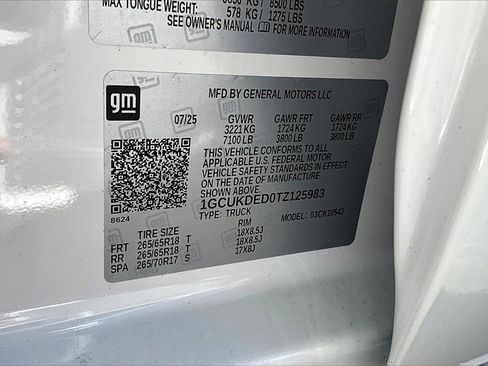 MAX TONGUE WEIGHT: KG / 8500 LBS
578 KG / 1275 LBS
SEE OWNER'S MANUAL FOR MORE INFORMATION
gm
MFD BY GENERAL MOTORS LLC
07/25 GVWR GAWR FRT GAWR RR
3221 KG 1724 KG 1724 KG
7100 LB 3800 LB 3800 LB
THIS VEHICLE CONFORMS TO ALL
APPLICABLE U.S. FEDERAL MOTOR
VEHICLE SAFETY STANDARDS
IN EFFECT ON THE DATE OF MANUFACTURE
SHOWN ABOVE.
1GCUKDED0TZ125983
TYPE: TRUCK MODEL: 03CK10543
8624
TIRE SIZE RIM
FRT 265/65R18 T 18X8.5J
RR 265/65R18 T 18X8.5J
SPA 265/70R17 S 17X8J